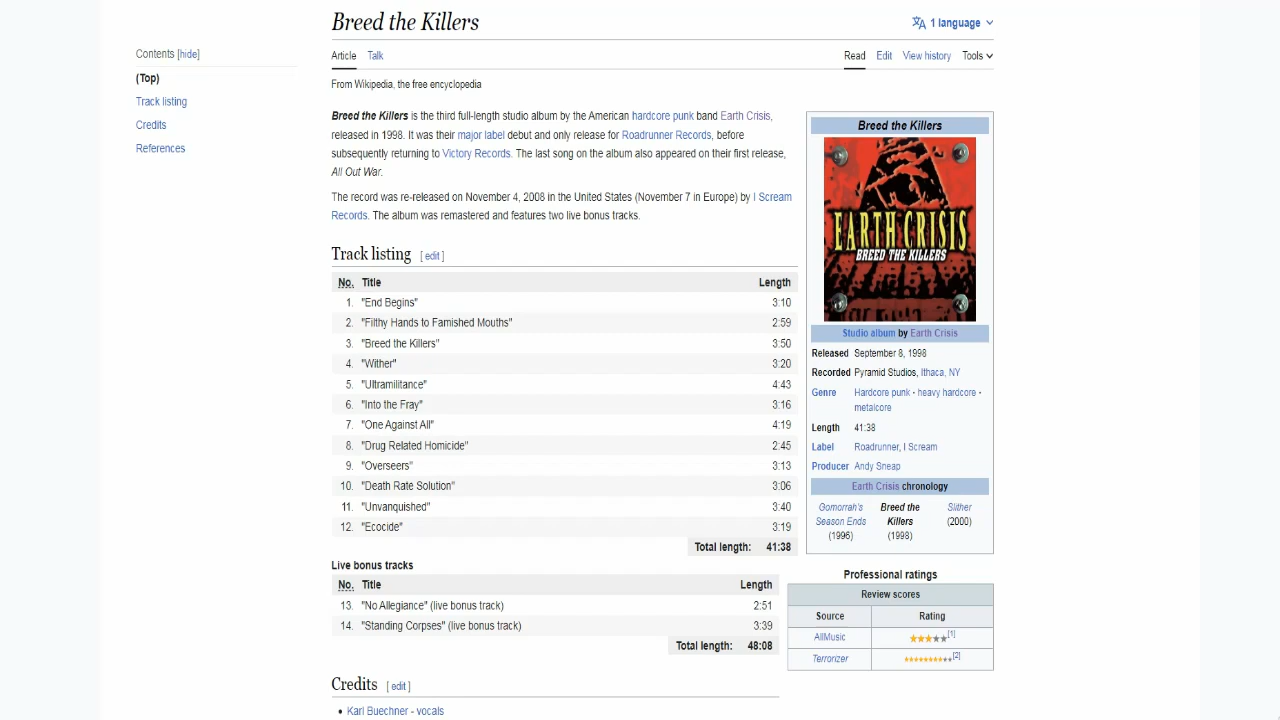 Breed the Killers
1 language
Contents [hide]
Article Talk
Read Edit View history Tools
(Top)
From Wikipedia, the free encyclopedia
Track listing
Credits
References
Breed the Killers is the third full-length studio album by the American hardcore punk band Earth Crisis,
released in 1998. It was their major label debut and only release for Roadrunner Records, before
subsequently returning to Victory Records. The last song on the album also appeared on their first release,
All Out War.
The record was re-released on November 4, 2008 in the United States (November 7 in Europe) by I Scream
Records. The album was remastered and features two live bonus tracks.
Track listing [ edit ]
No. Title Length
1. "End Begins" 3:10
2. "Filthy Hands to Famished Mouths" 2:59
3. "Breed the Killers" 3:50
4. "Wither" 3:20
5. "Ultramilitance" 4:43
6. "Into the Fray" 3:16
7. "One Against All" 4:19
8. "Drug Related Homicide" 2:45
9. "Overseers" 3:13
10. "Death Rate Solution" 3:06
11. "Unvanquished" 3:40
12. "Ecocide" 3:19
Total length: 41:38
Live bonus tracks
No. Title Length
13. "No Allegiance" (live bonus track) 2:51
14. "Standing Corpses" (live bonus track) 3:39
Total length: 48:08
Credits [ edit ]
• Karl Buechner - vocals
Breed the Killers
EARTH CRISIS
BREED THE KILLERS
Studio album by Earth Crisis
Released September 8, 1998
Recorded Pyramid Studios, Ithaca, NY
Genre Hardcore punk · heavy hardcore ·
metalcore
Length 41:38
Label Roadrunner, I Scream
Producer Andy Sneap
Earth Crisis chronology
Gomorrah's Breed the Slither
Season Ends Killers (2000)
(1996) (1998)
Professional ratings
Review scores
Source Rating
AllMusic [1]
Terrorizer [2]